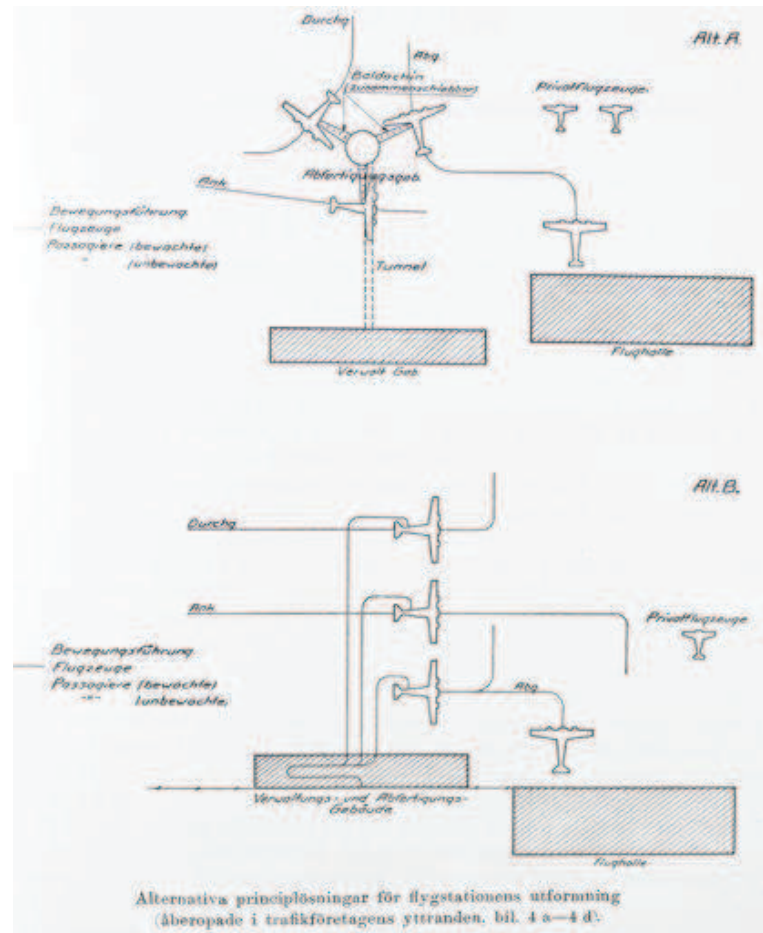 Durchg
Alt. A.
Abg
Baldachin
(zusammenschiebbar)
Privatflugzeuge.
Abfertigungsgeb.
Ank
Bewegungsführung
Flugzeuge
Passagiere (bewachte)
" (unbewachte)
Tunnel
Flughalle
Verwalt Geb.
Alt. B.
Durchg
Ank
Privatflugzeuge
Bewegungsführung
Flugzeuge
Passagiere (bewachte)
-"- (unbewachte)
Abg
Verwaltungs- und Abfertigungs-
Gebäude.
Flughalle
Alternativa principlösningar för flygstationens utformning
(åberopade i trafikföretagens yttranden, bil. 4 a—4 d).